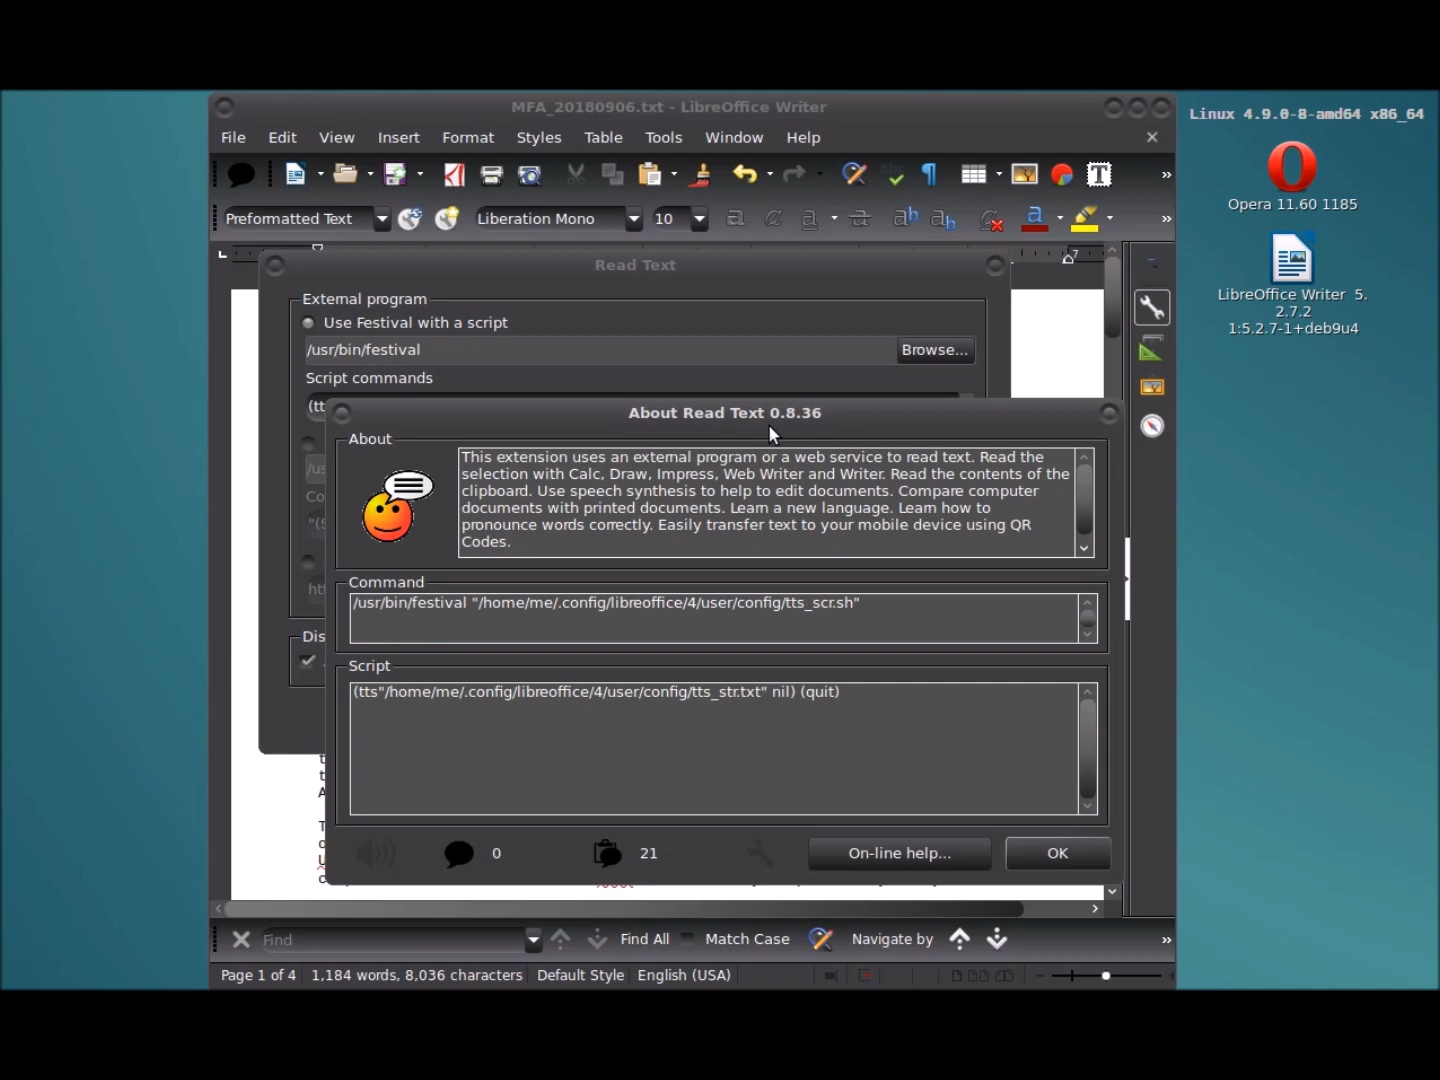 MFA_20180906.txt - LibreOffice Writer
File Edit View Insert Format Styles Table Tools Window Help
Preformatted Text Liberation Mono 10
7
Read Text
External program
Use Festival with a script
/usr/bin/festival Browse...
Script commands
(tt
About Read Text 0.8.36
About
This extension uses an external program or a web service to read text. Read the
selection with Calc, Draw, Impress, Web Writer and Writer. Read the contents of the
clipboard. Use speech synthesis to help to edit documents. Compare computer
documents with printed documents. Learn a new language. Learn how to
pronounce words correctly. Easily transfer text to your mobile device using QR
Codes.
/us
Co
"(S
htt
Command
/usr/bin/festival "/home/me/.config/libreoffice/4/user/config/tts_scr.sh"
Dis
Script
(tts"/home/me/.config/libreoffice/4/user/config/tts_str.txt" nil) (quit)
0 21 On-line help... OK
Find Find All Match Case Navigate by
Page 1 of 4 1,184 words, 8,036 characters Default Style English (USA)
Linux 4.9.0-8-amd64 x86_64
Opera 11.60 1185
LibreOffice Writer 5.
2.7.2
1:5.2.7-1+deb9u4